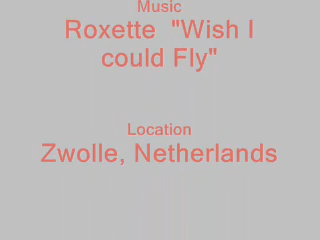 Music
Roxette "Wish I
could Fly"
Location
Zwolle, Netherlands